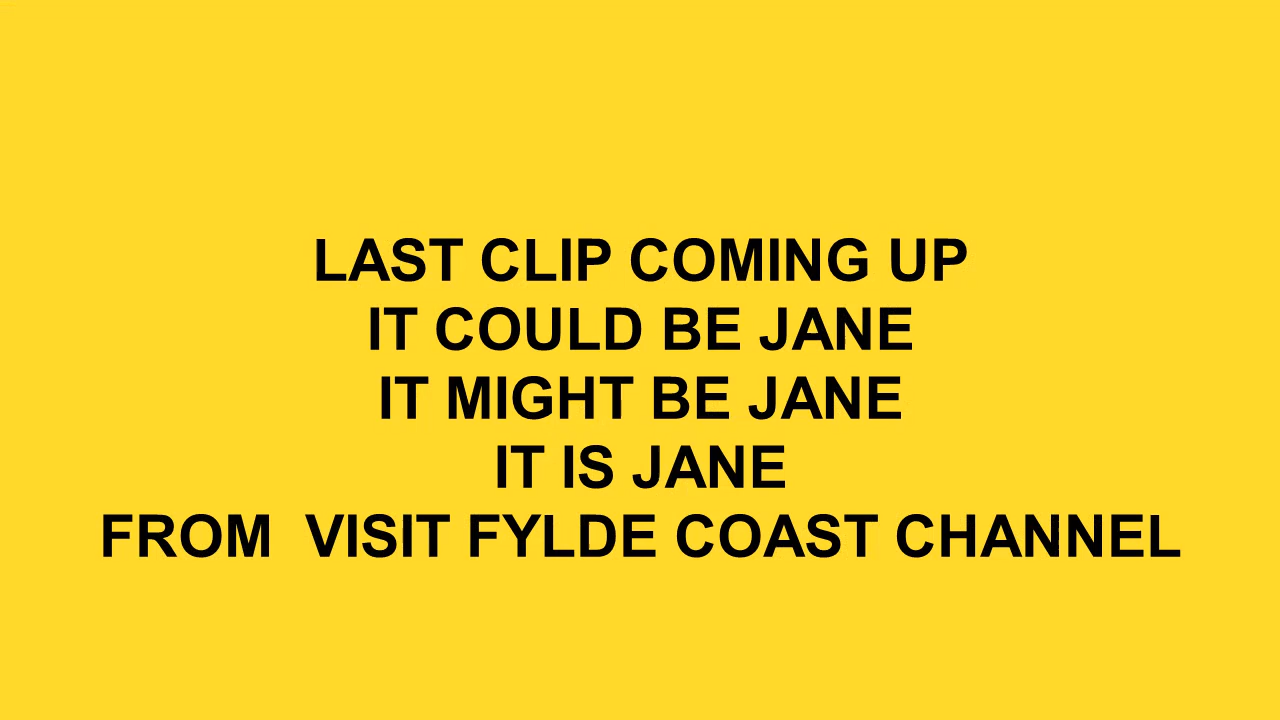 LAST CLIP COMING UP
IT COULD BE JANE
IT MIGHT BE JANE
IT IS JANE
FROM  VISIT FYLDE COAST CHANNEL